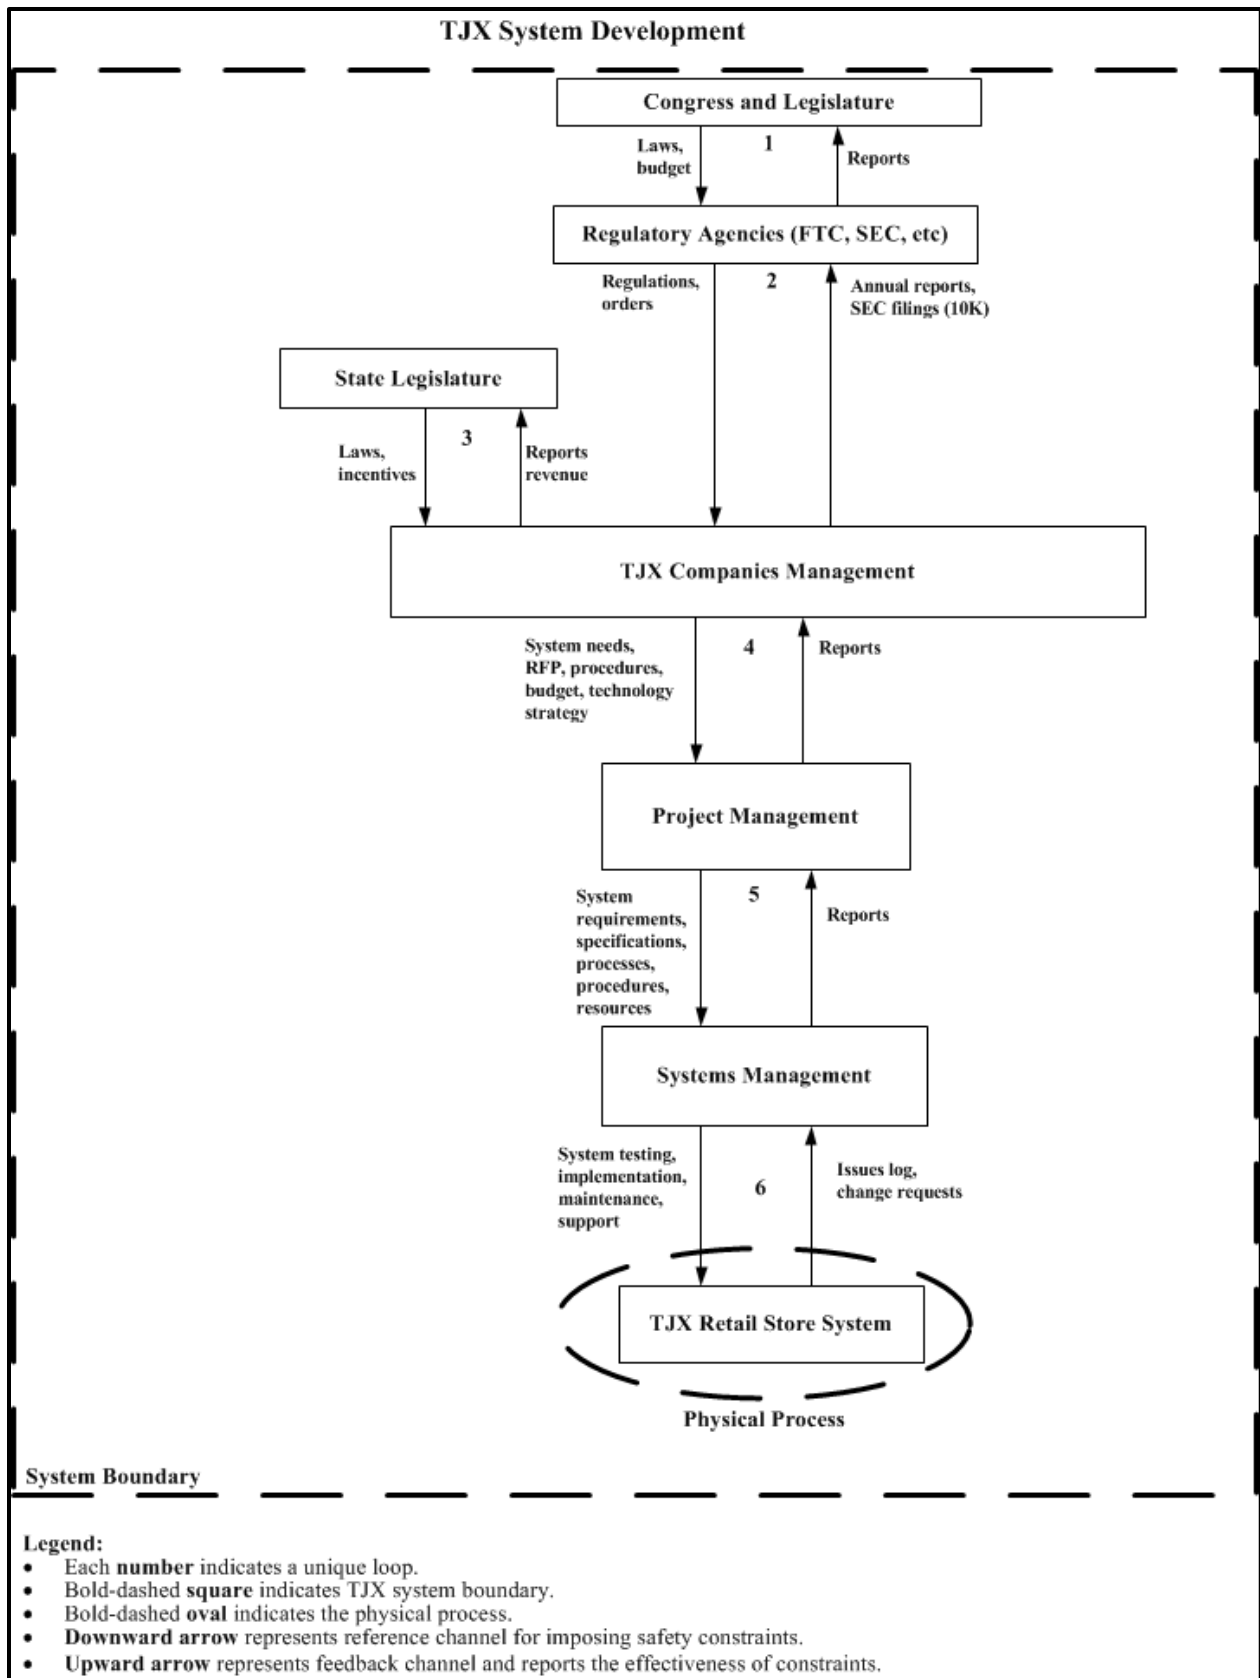 TJX System Development
Congress and Legislature
Laws,
budget
1
Reports
Regulatory Agencies (FTC, SEC, etc)
Regulations,
orders
2
Annual reports,
SEC filings (10K)
State Legislature
Laws,
incentives
3
Reports
revenue
TJX Companies Management
System needs,
RFP, procedures,
budget, technology
strategy
4
Reports
Project Management
System
requirements,
specifications,
processes,
procedures,
resources
5
Reports
Systems Management
System testing,
implementation,
maintenance,
support
6
Issues log,
change requests
TJX Retail Store System
Physical Process
System Boundary
Legend:
• Each number indicates a unique loop.
• Bold-dashed square indicates TJX system boundary.
• Bold-dashed oval indicates the physical process.
• Downward arrow represents reference channel for imposing safety constraints.
• Upward arrow represents feedback channel and reports the effectiveness of constraints.